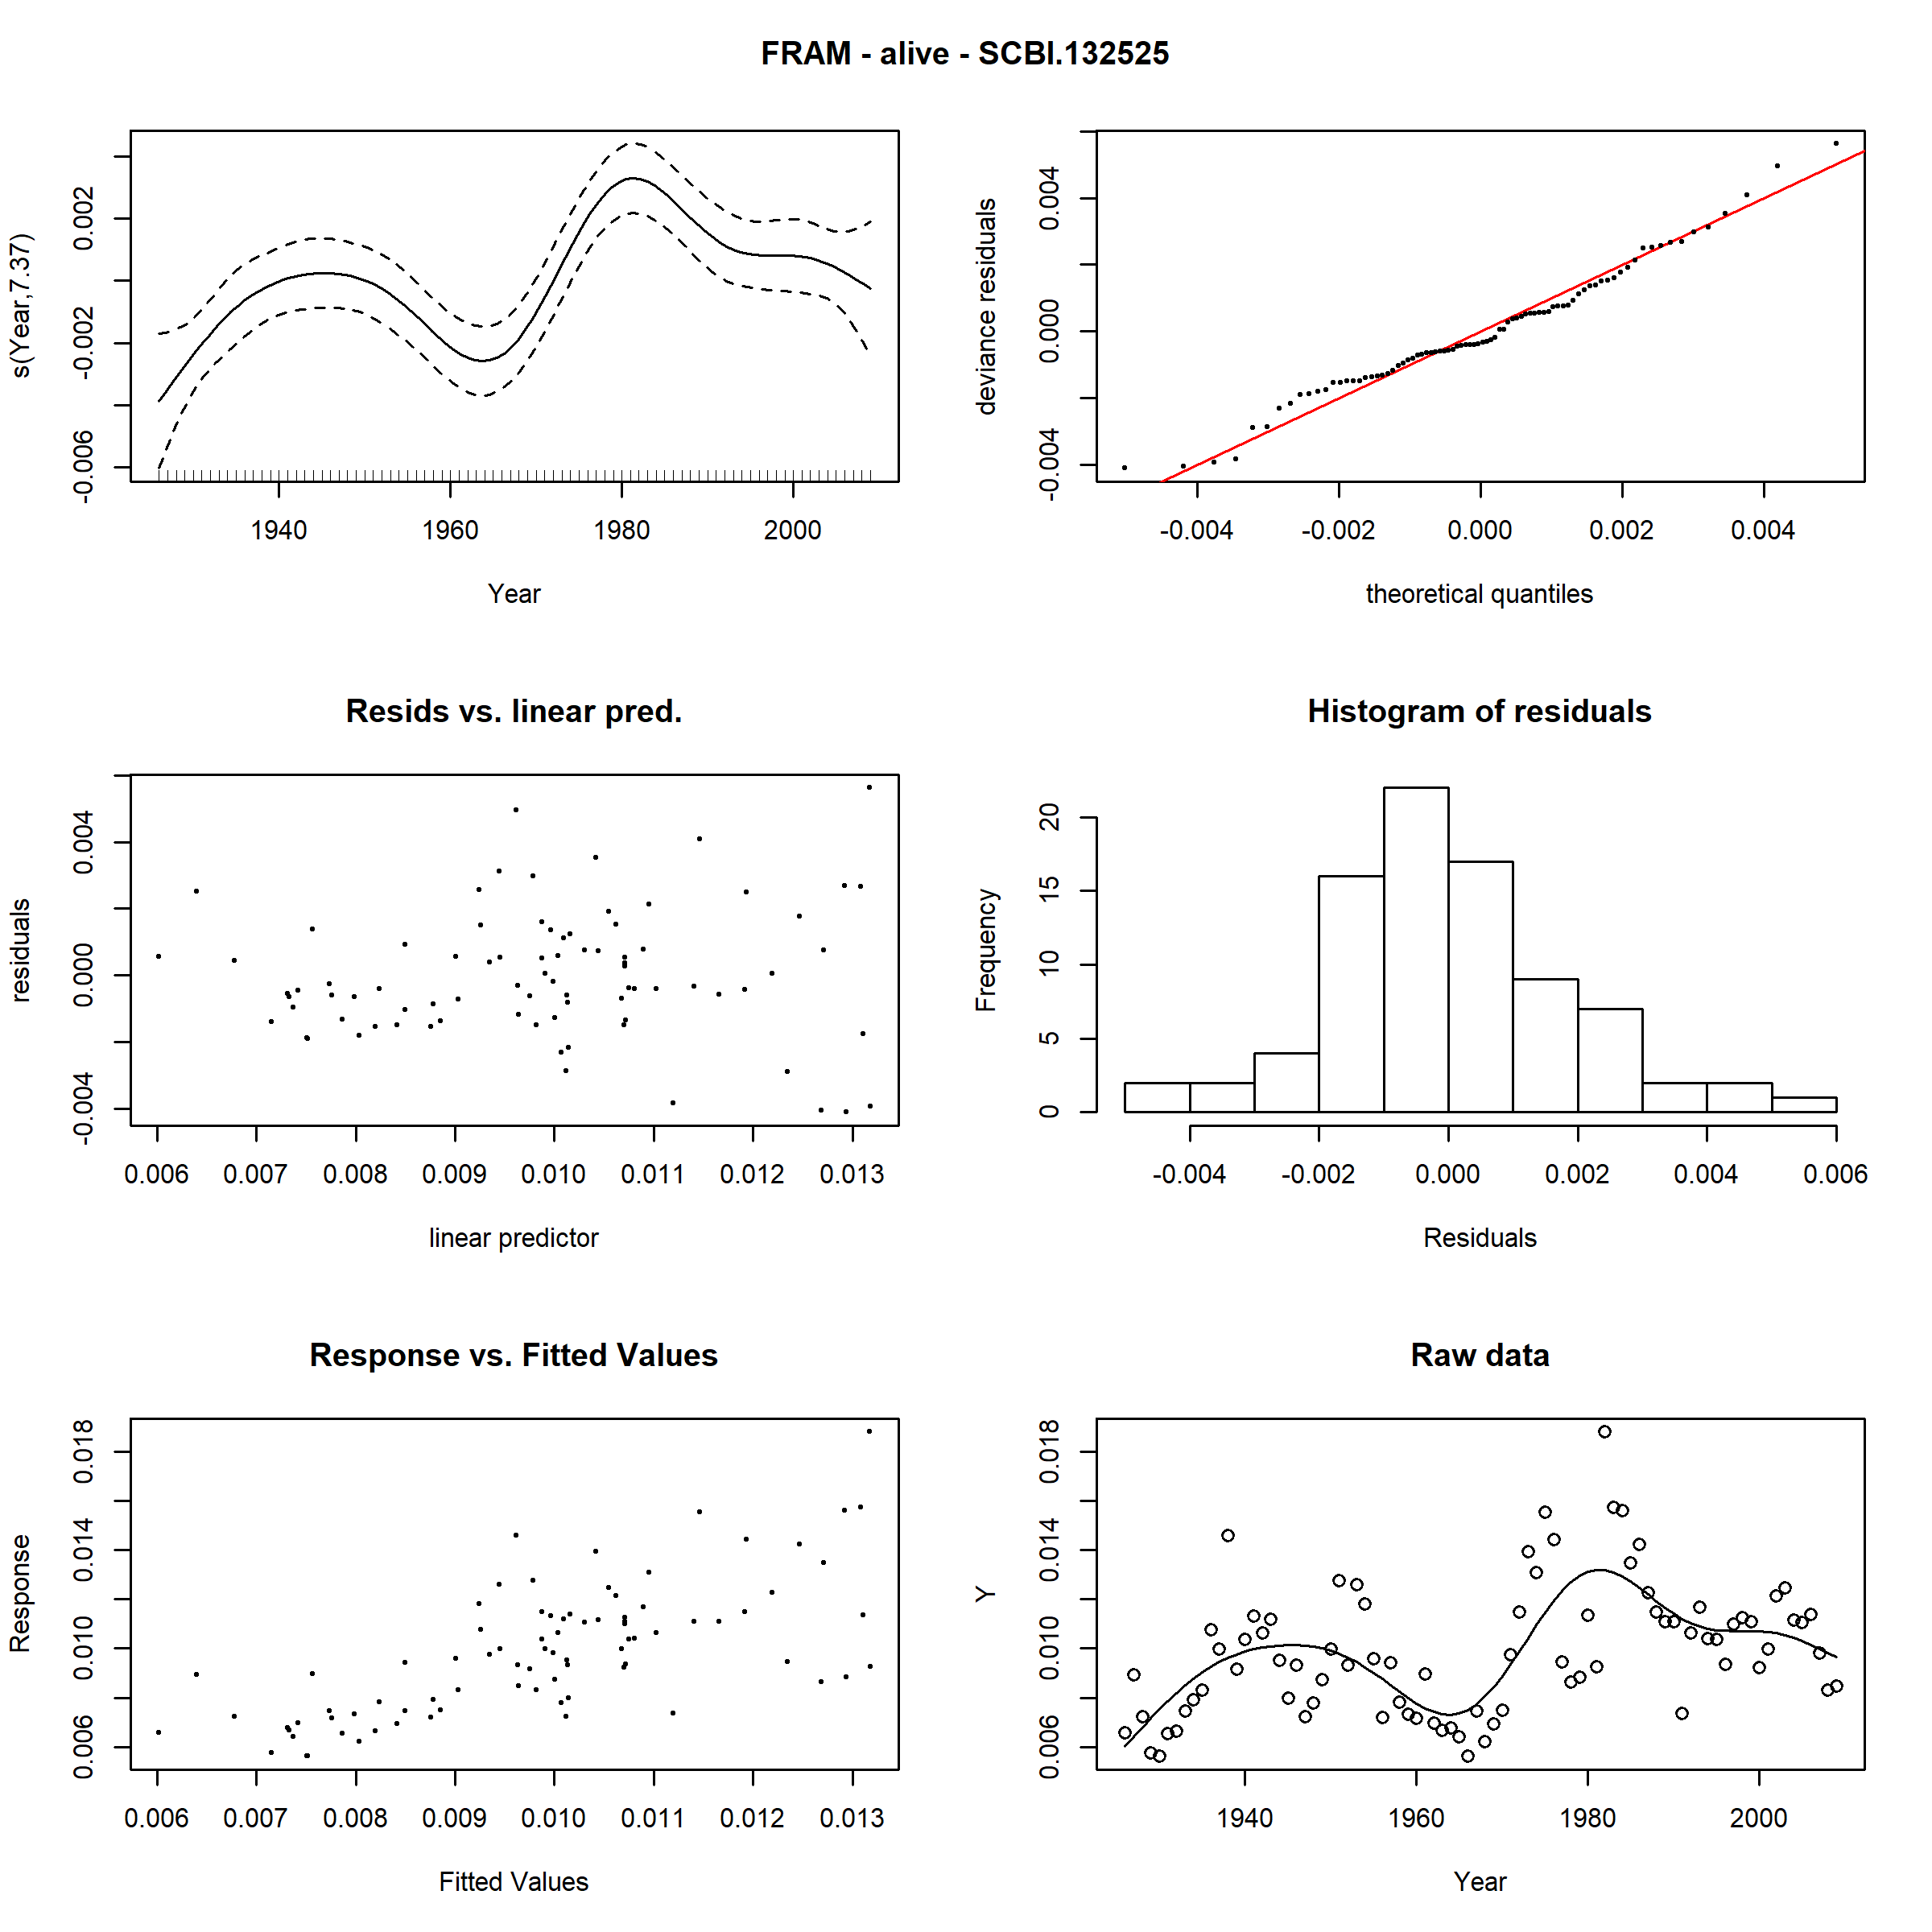 FRAM - alive - SCBI.132525
s(Year,7.37)
0.002
-0.002
-0.006
1940 1960 1980 2000
Year
deviance residuals
0.004
0.000
-0.004
-0.004 -0.002 0.000 0.002 0.004
theoretical quantiles
Resids vs. linear pred.
residuals
0.004
0.000
-0.004
0.006 0.007 0.008 0.009 0.010 0.011 0.012 0.013
linear predictor
Histogram of residuals
Frequency
20
15
10
5
0
-0.004 -0.002 0.000 0.002 0.004 0.006
Residuals
Response vs. Fitted Values
Response
0.018
0.014
0.010
0.006
0.006 0.007 0.008 0.009 0.010 0.011 0.012 0.013
Fitted Values
Raw data
Y
0.018
0.014
0.010
0.006
1940 1960 1980 2000
Year